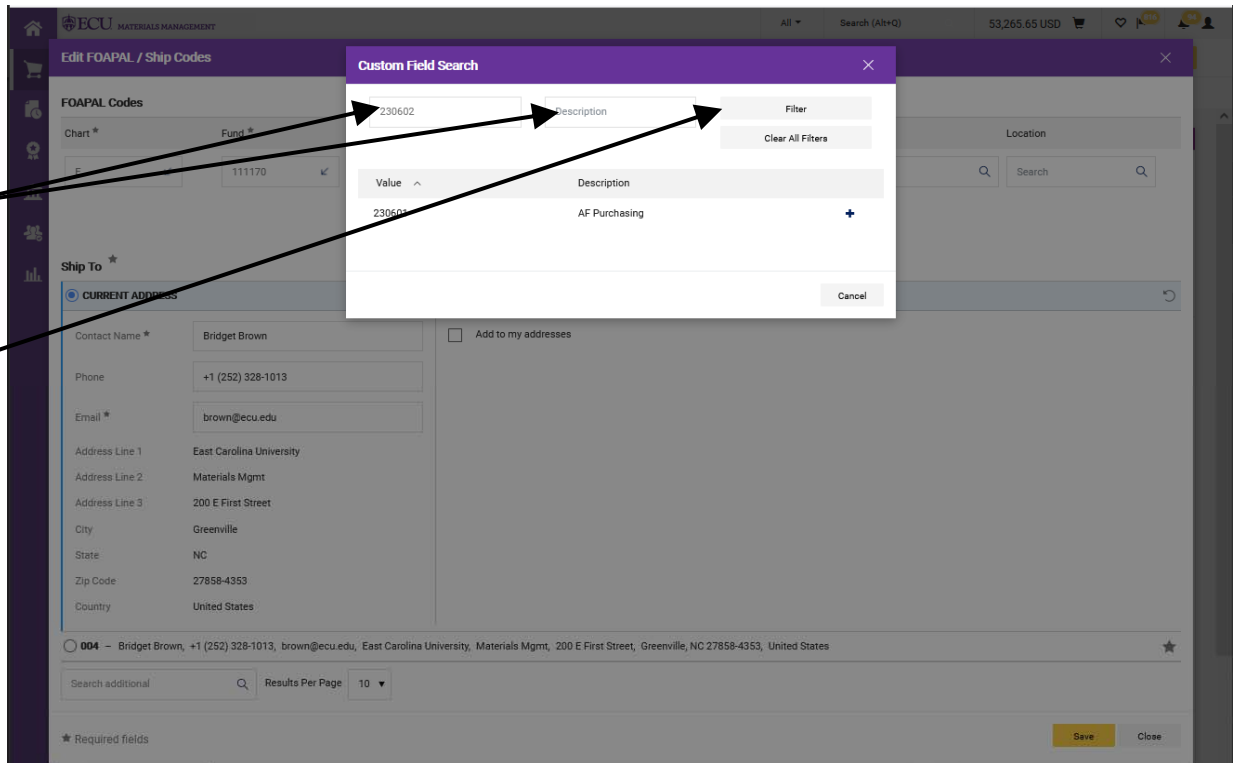 ECU MATERIALS MANAGEMENT All Search (Alt+Q) 53,265.65 USD
Edit FOAPAL / Ship Codes
Custom Field Search
FOAPAL Codes
230602 Description Filter
Clear All Filters
Chart * Fund * Location
E 111170 Search
Value Description
230601 AF Purchasing
Cancel
Ship To
CURRENT ADDRESS
Contact Name * Bridget Brown Add to my addresses
Phone +1 (252) 328-1013
Email * brown@ecu.edu
Address Line 1 East Carolina University
Address Line 2 Materials Mgmt
Address Line 3 200 E First Street
City Greenville
State NC
Zip Code 27858-4353
Country United States
004 – Bridget Brown, +1 (252) 328-1013, brown@ecu.edu, East Carolina University, Materials Mgmt, 200 E First Street, Greenville, NC 27858-4353, United States
Search additional Results Per Page 10
★ Required fields Save Close